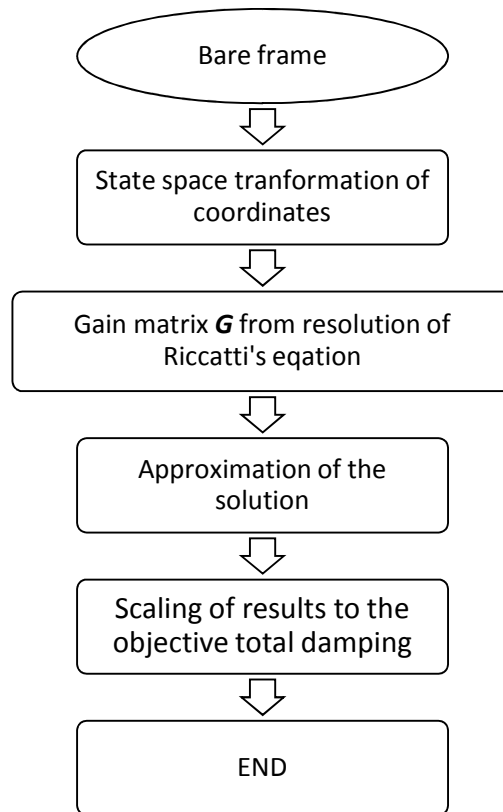 Bare frame
State space tranformation of
coordinates
Gain matrix G from resolution of
Riccatti's eqation
Approximation of the
solution
Scaling of results to the
objective total damping
END